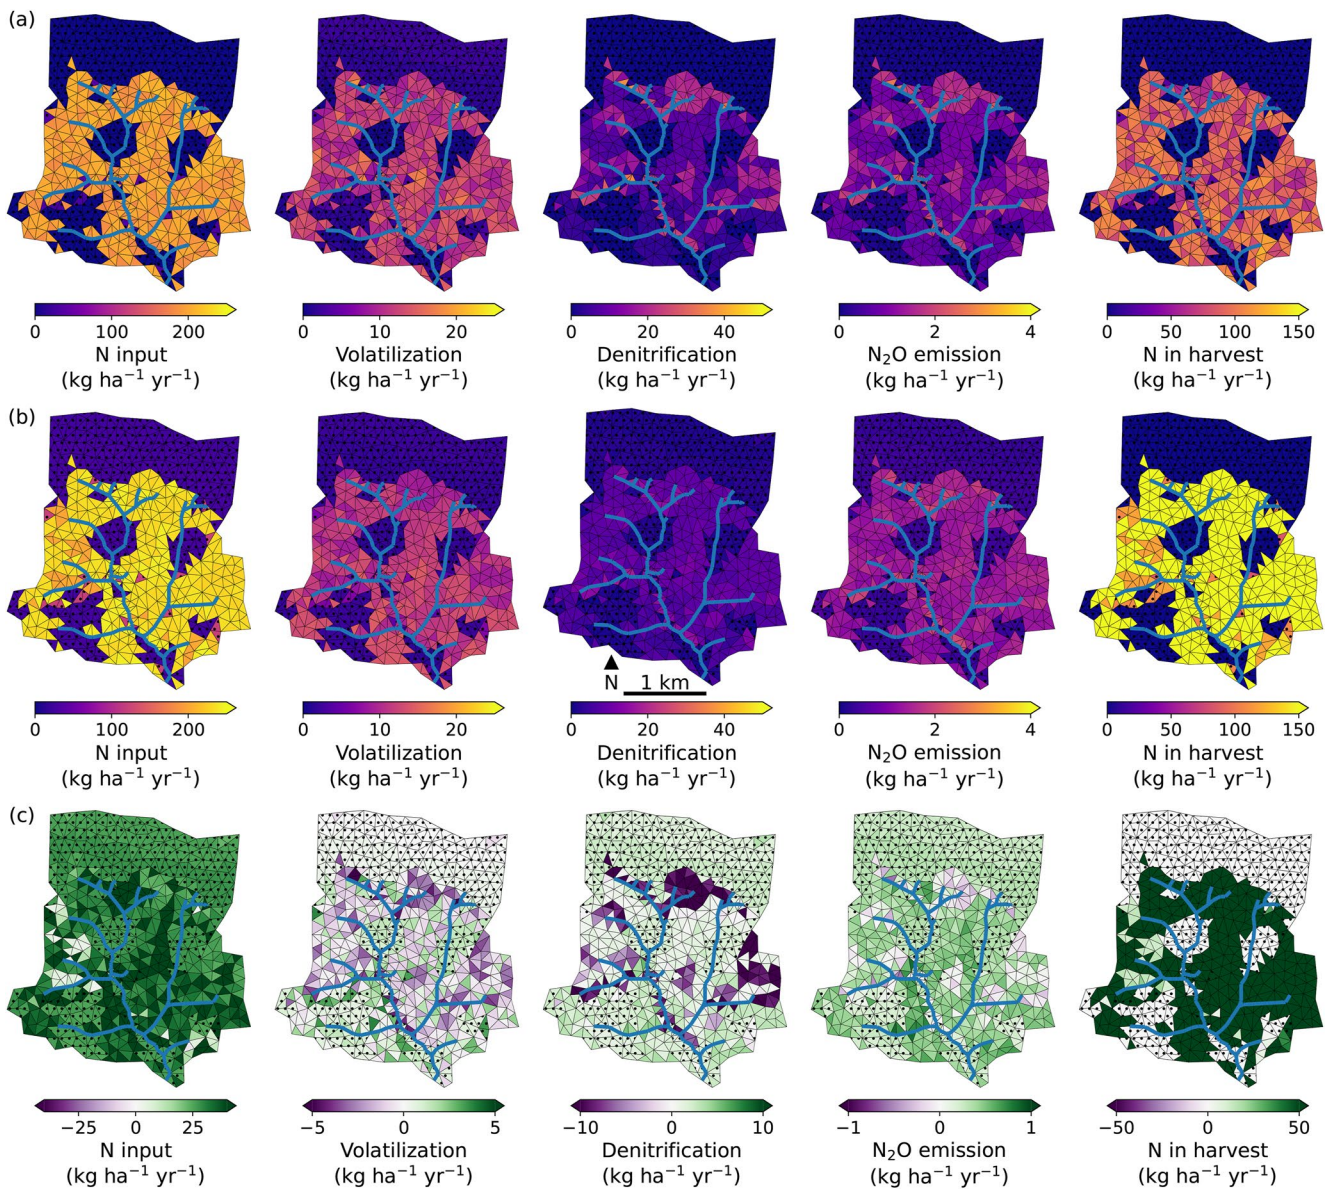 (a)
0 100 200
N input
(kg ha⁻¹ yr⁻¹)
0 10 20
Volatilization
(kg ha⁻¹ yr⁻¹)
0 20 40
Denitrification
(kg ha⁻¹ yr⁻¹)
0 2 4
N₂O emission
(kg ha⁻¹ yr⁻¹)
0 50 100 150
N in harvest
(kg ha⁻¹ yr⁻¹)
(b)
N 1 km
0 100 200
N input
(kg ha⁻¹ yr⁻¹)
0 10 20
Volatilization
(kg ha⁻¹ yr⁻¹)
0 20 40
Denitrification
(kg ha⁻¹ yr⁻¹)
0 2 4
N₂O emission
(kg ha⁻¹ yr⁻¹)
0 50 100 150
N in harvest
(kg ha⁻¹ yr⁻¹)
(c)
−25 0 25
N input
(kg ha⁻¹ yr⁻¹)
−5 0 5
Volatilization
(kg ha⁻¹ yr⁻¹)
−10 0 10
Denitrification
(kg ha⁻¹ yr⁻¹)
−1 0 1
N₂O emission
(kg ha⁻¹ yr⁻¹)
−50 0 50
N in harvest
(kg ha⁻¹ yr⁻¹)